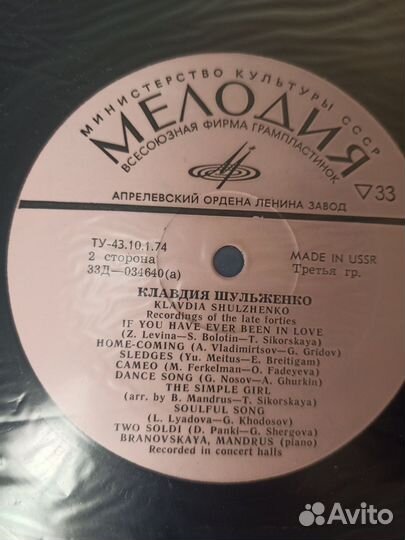 МИНИСТЕРСТВО КУЛЬТУРЫ СССР
МЕЛОДИЯ
ВСЕСОЮЗНАЯ ФИРМА ГРАМПЛАСТИНОК
▽33
АПРЕЛЕВСКИЙ ОРДЕНА ЛЕНИНА ЗАВОД
ТУ-43.10.1.74
2 сторона
33Д—034640(а)
MADE IN USSR
Третья гр.
КЛАВДИЯ ШУЛЬЖЕНКО
KLAVDIA SHULZHENKO
Recordings of the late forties
IF YOU HAVE EVER BEEN IN LOVE
(Z. Levina—S. Bolotin—T. Sikorskaya)
HOME-COMING (A. Vladimirtsov—G. Gridov)
SLEDGES (Yu. Meitus—E. Breitigam)
CAMEO (M. Ferkelman—O. Fadeyeva)
DANCE SONG (G. Nosov—A. Ghurkin)
THE SIMPLE GIRL
(arr. by B. Mandrus—T. Sikorskaya)
SOULFUL SONG
(L. Lyadova—G. Khodosov)
TWO SOLDI (D. Panki—G. Shergova)
BRANOVSKAYA, MANDRUS (piano)
Recorded in concert halls
Avito